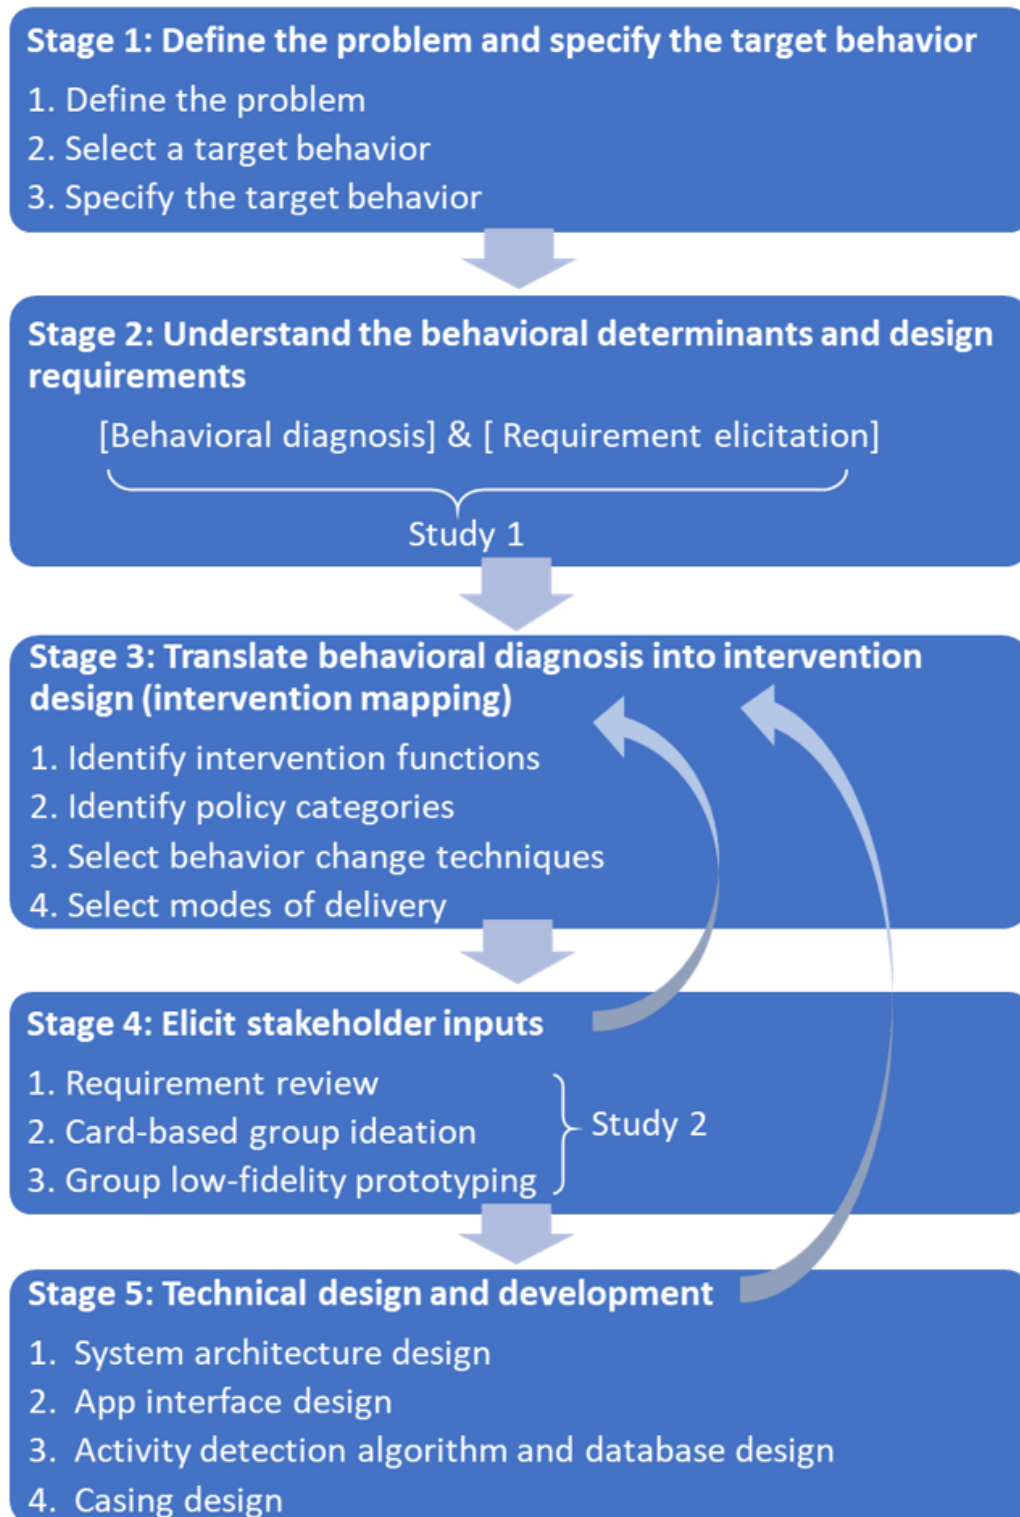 Stage 1: Define the problem and specify the target behavior
1. Define the problem
2. Select a target behavior
3. Specify the target behavior
Stage 2: Understand the behavioral determinants and design
requirements
[Behavioral diagnosis] & [ Requirement elicitation]
Study 1
Stage 3: Translate behavioral diagnosis into intervention
design (intervention mapping)
1. Identify intervention functions
2. Identify policy categories
3. Select behavior change techniques
4. Select modes of delivery
Stage 4: Elicit stakeholder inputs
1. Requirement review
2. Card-based group ideation
3. Group low-fidelity prototyping
Study 2
Stage 5: Technical design and development
1. System architecture design
2. App interface design
3. Activity detection algorithm and database design
4. Casing design